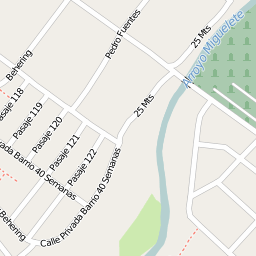 Arroyo Miguelete
25 Mts
Pedro Fuentes
Behering
25 Mts
Pasaje 118
Pasaje 119
Pasaje 120
Pasaje 121
Pasaje 122
ada Barrio 40 Semanas
Behering
Calle Privada Barrio 40 Semanas